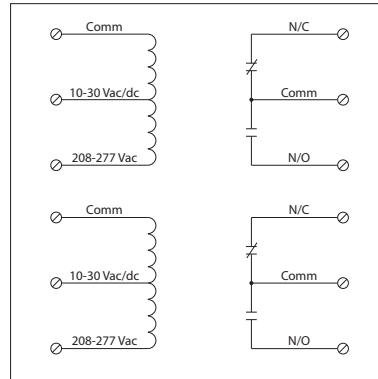 Comm
N/C
10-30 Vac/dc
Comm
208-277 Vac
N/O
Comm
N/C
10-30 Vac/dc
Comm
208-277 Vac
N/O